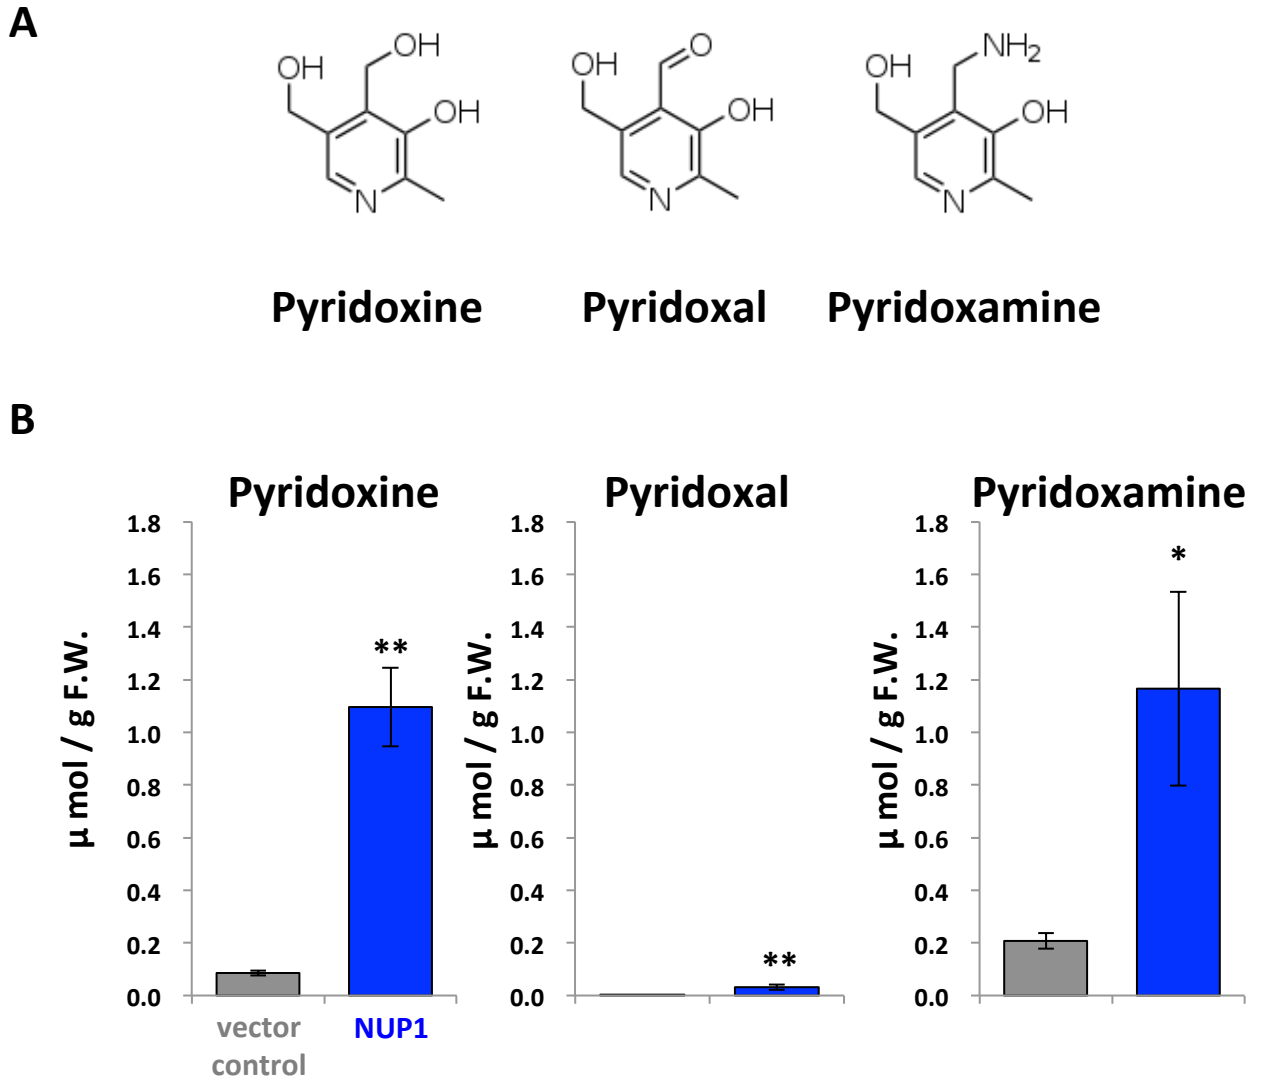 A
OH
OH
OH
N
OH
O
OH
N
OH
NH2
OH
N
Pyridoxine
Pyridoxal
Pyridoxamine
B
Pyridoxine
μ mol / g F.W.
1.8
1.6
1.4
1.2
1.0
0.8
0.6
0.4
0.2
0.0
**
vector
control
NUP1
Pyridoxal
μ mol / g F.W.
1.8
1.6
1.4
1.2
1.0
0.8
0.6
0.4
0.2
0.0
**
Pyridoxamine
μ mol / g F.W.
1.8
1.6
1.4
1.2
1.0
0.8
0.6
0.4
0.2
0.0
*